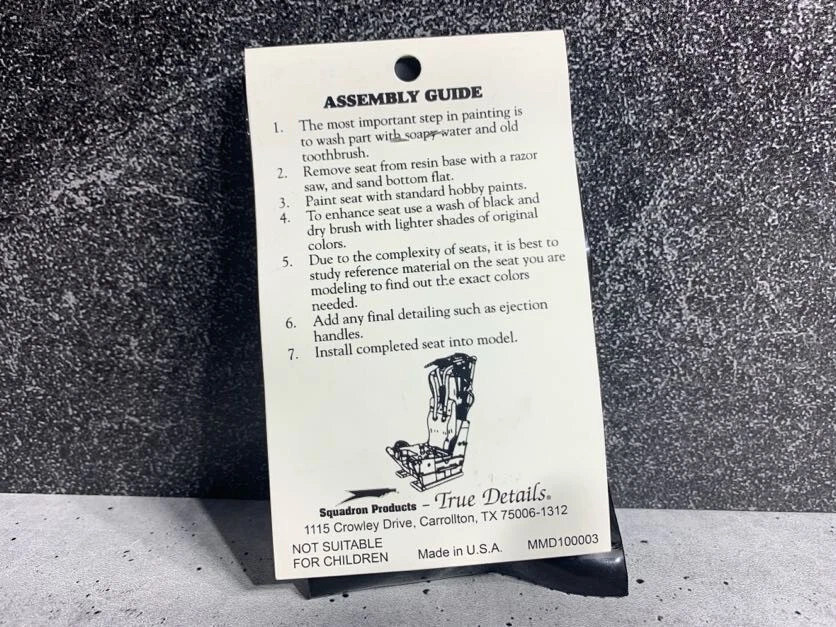 ASSEMBLY GUIDE
1. The most important step in painting is
to wash part with soapy water and old
toothbrush.
2. Remove seat from resin base with a razor
saw, and sand bottom flat.
3. Paint seat with standard hobby paints.
4. To enhance seat use a wash of black and
dry brush with lighter shades of original
colors.
5. Due to the complexity of seats, it is best to
study reference material on the seat you are
modeling to find out the exact colors
needed.
6. Add any final detailing such as ejection
handles.
7. Install completed seat into model.
Squadron Products – True Details®
1115 Crowley Drive, Carrollton, TX 75006-1312
NOT SUITABLE
FOR CHILDREN
Made in U.S.A.
MMD100003